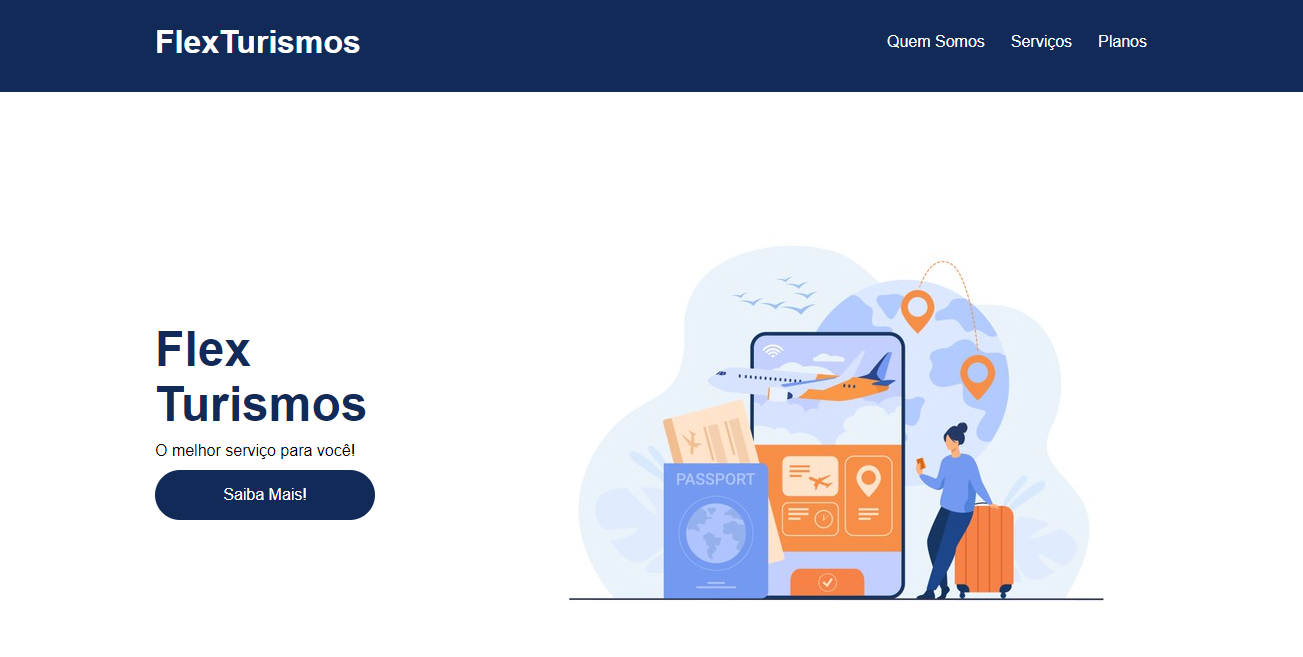 FlexTurismos
Quem Somos Serviços Planos
Flex
Turismos
O melhor serviço para você!
Saiba Mais!
PASSPORT